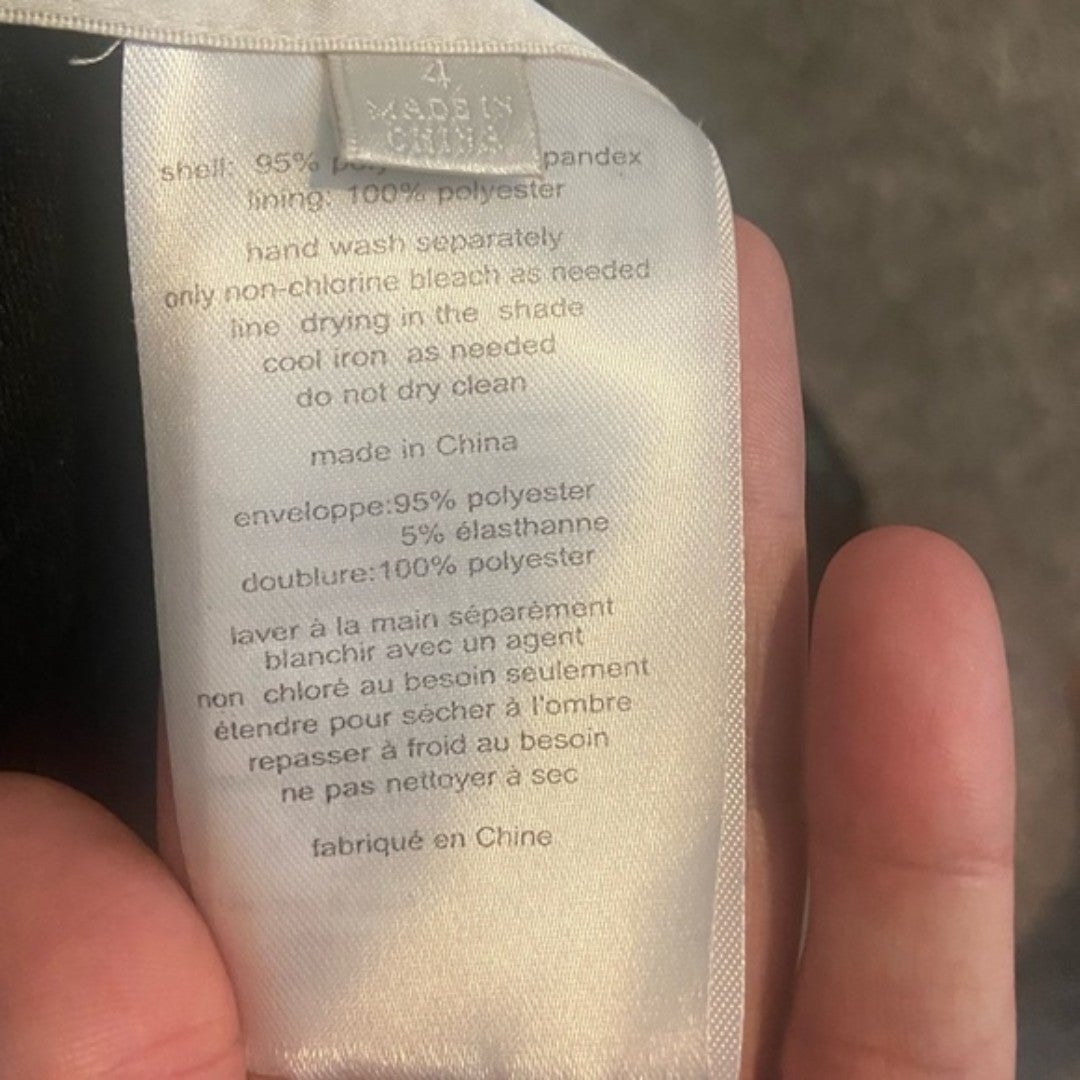 4
MADE IN
CHINA
shell: 95% pandex
lining: 100% polyester
hand wash separately
only non-chlorine bleach as needed
line drying in the shade
cool iron as needed
do not dry clean
made in China
enveloppe:95% polyester
5% élasthanne
doublure:100% polyester
laver à la main séparément
blanchir avec un agent
non chloré au besoin seulement
étendre pour sécher à l'ombre
repasser à froid au besoin
ne pas nettoyer à sec
fabriqué en Chine